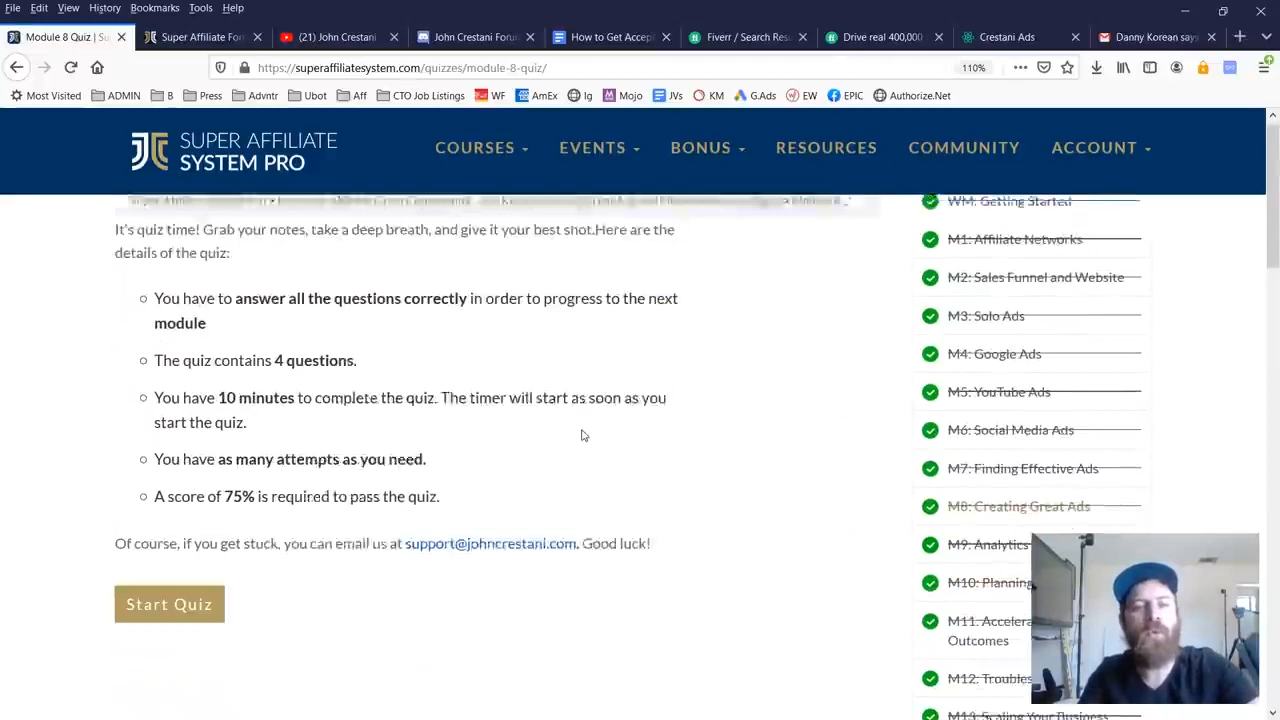 File Edit View History Bookmarks Tools Help
Module 8 Quiz | Su
Super Affiliate For
(21) John Crestani
John Crestani Foru
How to Get Accep
Fiverr / Search Res
Drive real 400,000
Crestani Ads
Danny Korean says
https://superaffiliatesystem.com/quizzes/module-8-quiz/
110%
Most Visited ADMIN B Press Advntr Ubot Aff CTO Job Listings WF AmEx Ig Mojo JVs KM G.Ads EW EPIC Authorize.Net
SUPER AFFILIATE
SYSTEM PRO
COURSES EVENTS BONUS RESOURCES COMMUNITY ACCOUNT
It's quiz time! Grab your notes, take a deep breath, and give it your best shot.Here are the
details of the quiz:
You have to answer all the questions correctly in order to progress to the next
module
The quiz contains 4 questions.
You have 10 minutes to complete the quiz. The timer will start as soon as you
start the quiz.
You have as many attempts as you need.
A score of 75% is required to pass the quiz.
Of course, if you get stuck, you can email us at support@johncrestani.com. Good luck!
Start Quiz
WM: Getting Started
M1: Affiliate Networks
M2: Sales Funnel and Website
M3: Solo Ads
M4: Google Ads
M5: YouTube Ads
M6: Social Media Ads
M7: Finding Effective Ads
M8: Creating Great Ads
M9: Analytics
M10: Planning
M11: Accelera
Outcomes
M12: Troubles
M13: Scaling Your Business